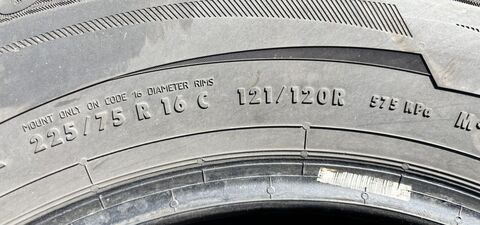 MOUNT ONLY ON CODE 16 DIAMETER RIMS
225/75 R 16 C 121/120R 575 KPa